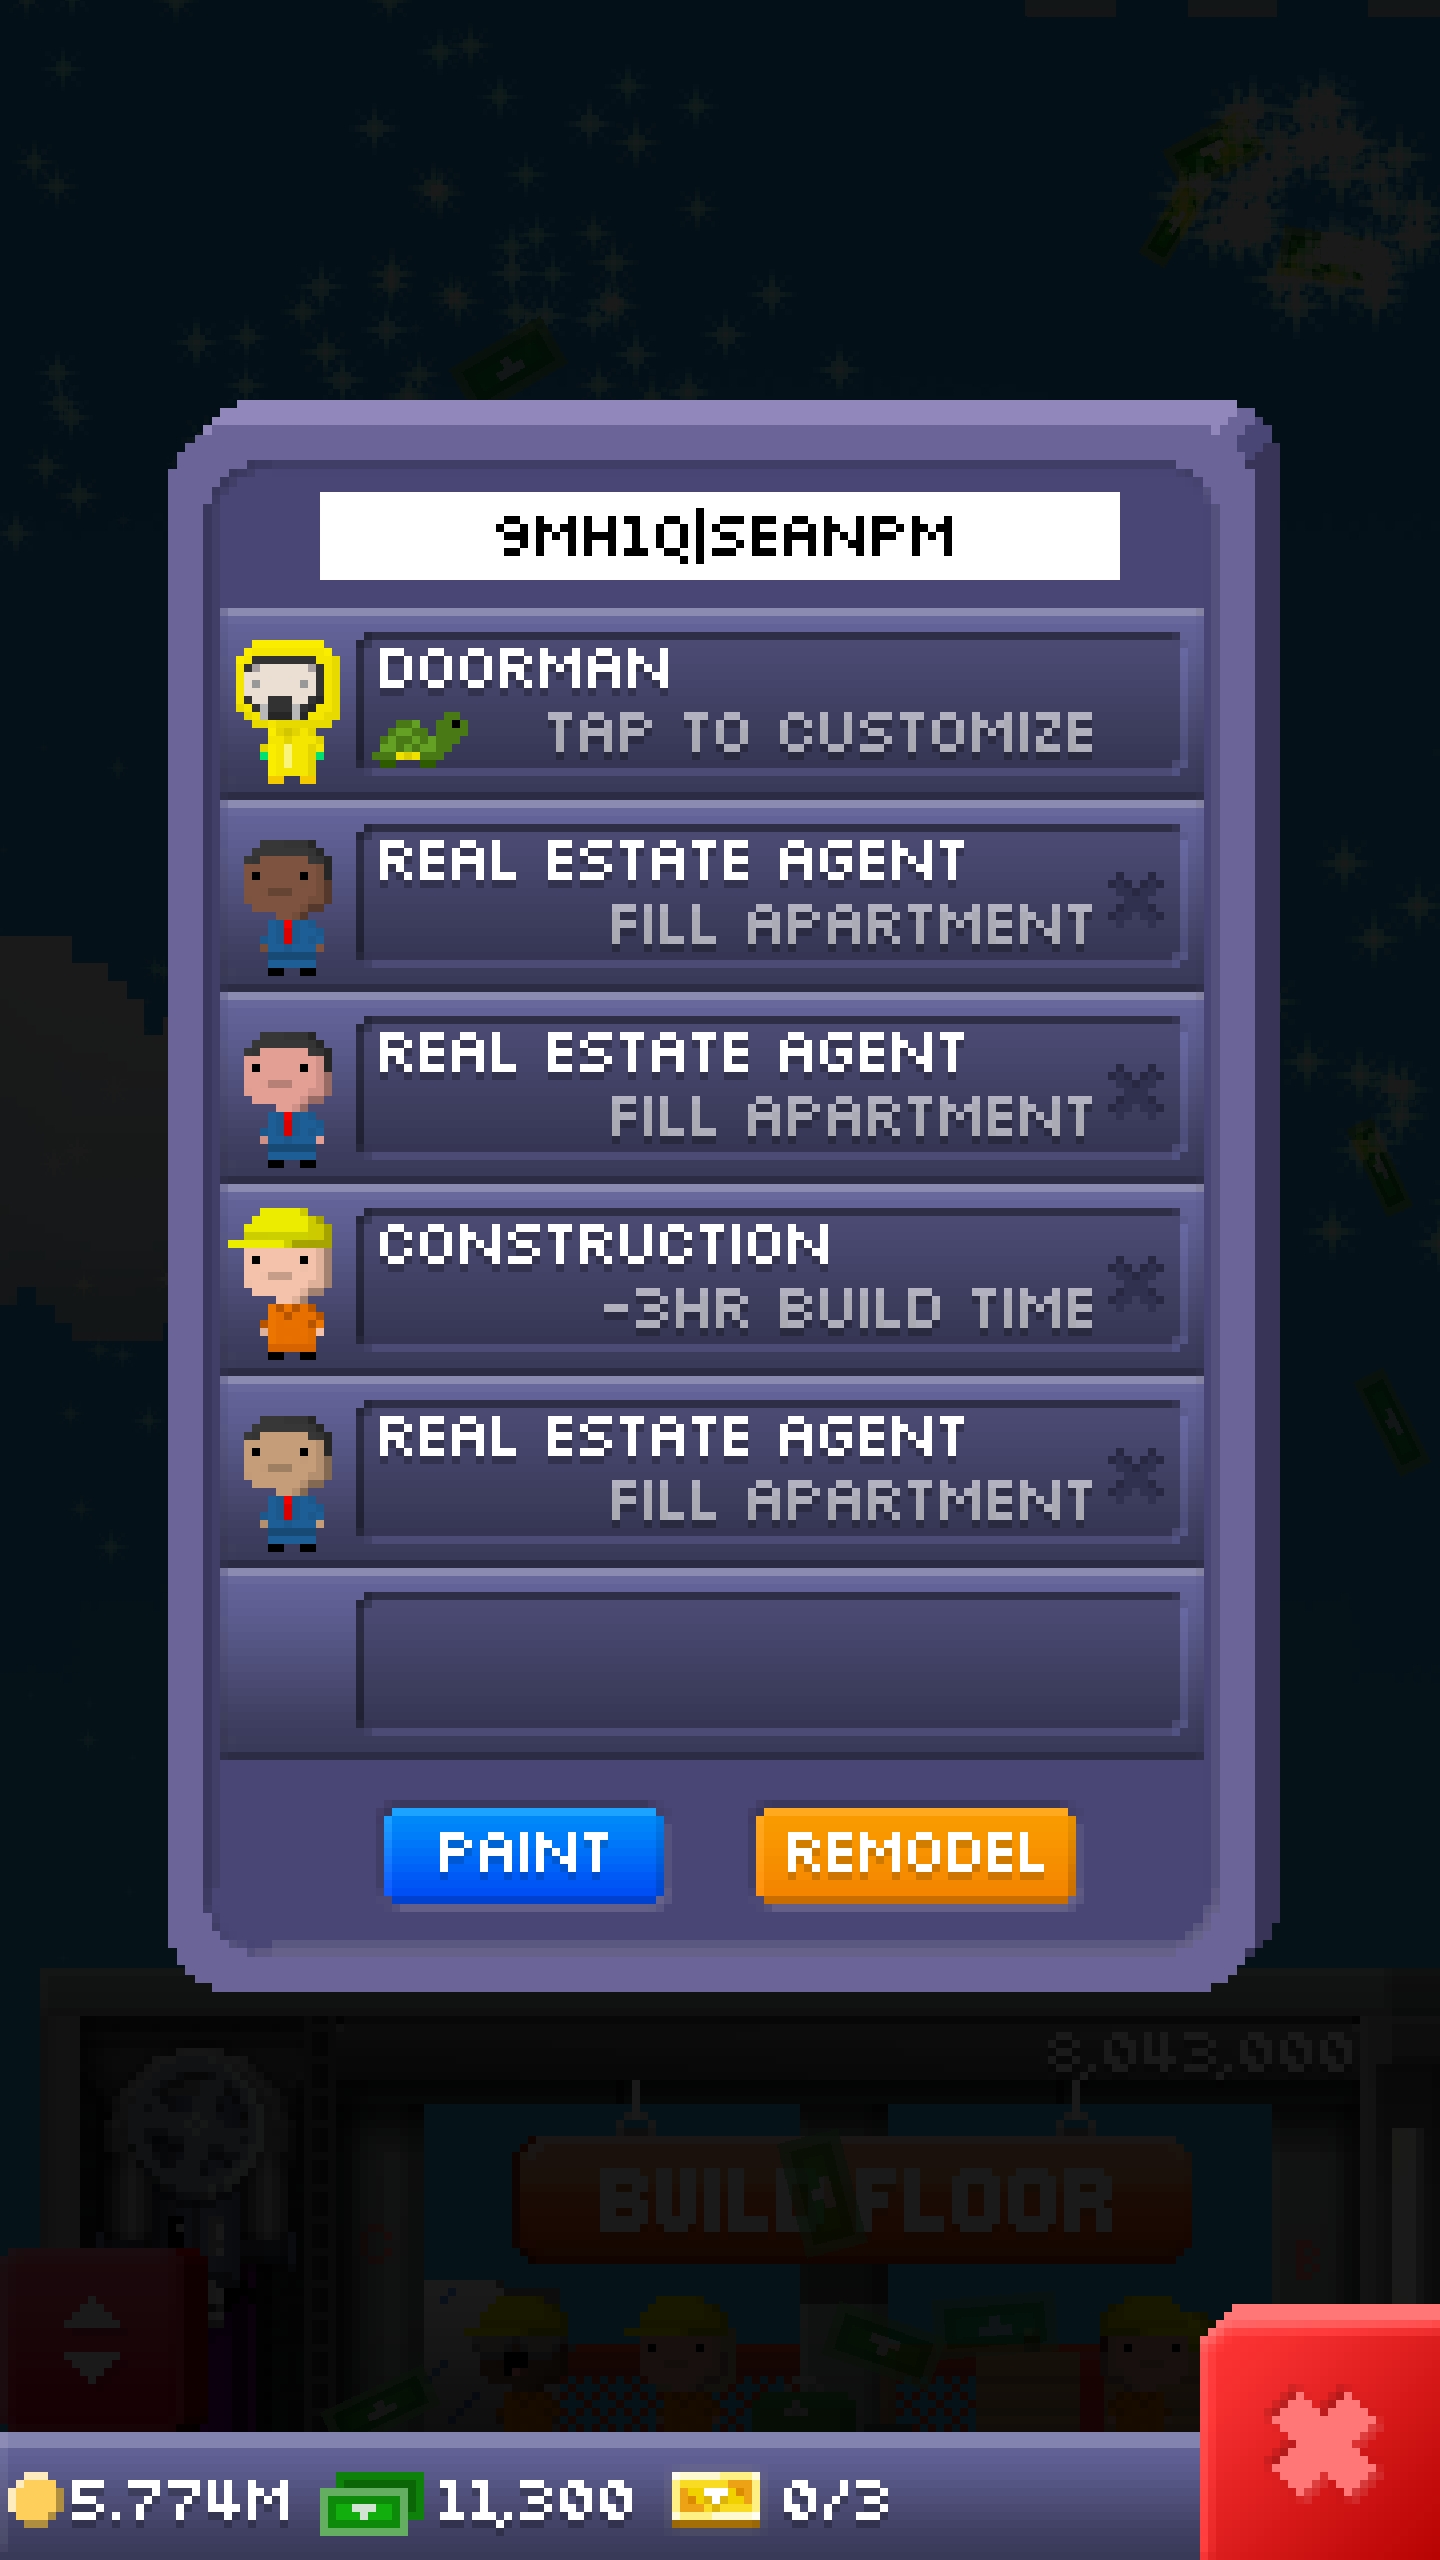 9MH1Q|SEANPM
DOORMAN
TAP TO CUSTOMIZE
REAL ESTATE AGENT
FILL APARTMENT
REAL ESTATE AGENT
FILL APARTMENT
CONSTRUCTION
-3HR BUILD TIME
REAL ESTATE AGENT
FILL APARTMENT
PAINT REMODEL
8,043,000
BUILD FLOOR
5.774M 11,300 0/3